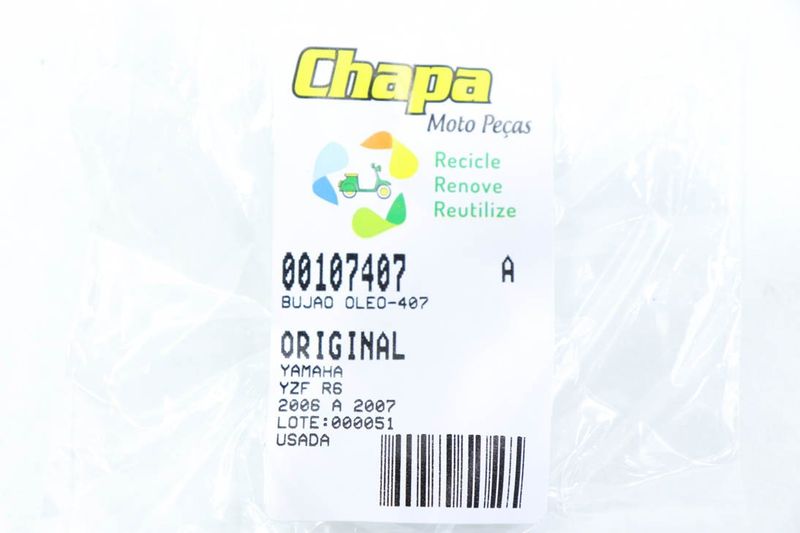 Chapa
Moto Peças
Recicle
Renove
Reutilize
00107407 A
BUJAO OLEO-407
ORIGINAL
YAMAHA
YZF R6
2006 A 2007
LOTE:000051
USADA